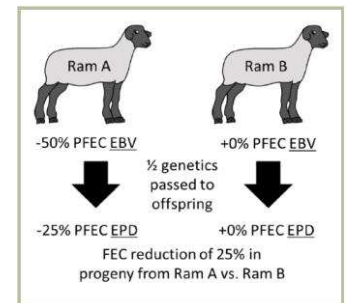 Ram A Ram B
-50% PFEC EBV +0% PFEC EBV
½ genetics
passed to
offspring
-25% PFEC EPD +0% PFEC EPD
FEC reduction of 25% in
progeny from Ram A vs. Ram B